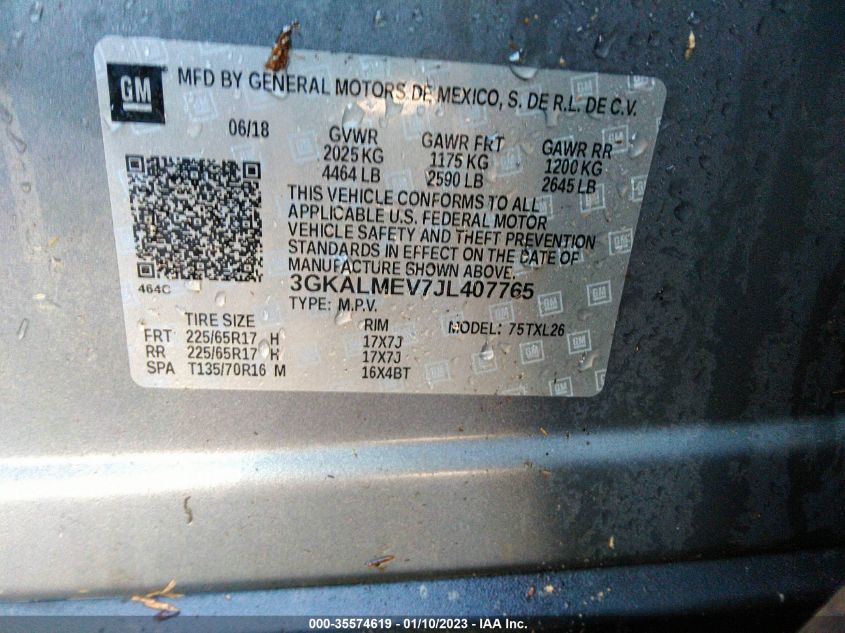 GM
MFD BY GENERAL MOTORS DE MEXICO, S. DE R.L. DE C.V.
06/18 GVWR GAWR FRT GAWR RR
2025 KG 1175 KG 1200 KG
4464 LB 2590 LB 2645 LB
THIS VEHICLE CONFORMS TO ALL
APPLICABLE U.S. FEDERAL MOTOR
VEHICLE SAFETY AND THEFT PREVENTION
STANDARDS IN EFFECT ON THE DATE OF
MANUFACTURE SHOWN ABOVE.
464C
3GKALMEV7JL407765
TYPE: M.P.V.
TIRE SIZE RIM MODEL: 75TXL26
FRT 225/65R17 H 17X7J
RR 225/65R17 H 17X7J
SPA T135/70R16 M 16X4BT
000-35574619 — 01/10/2023 — IAA Inc.